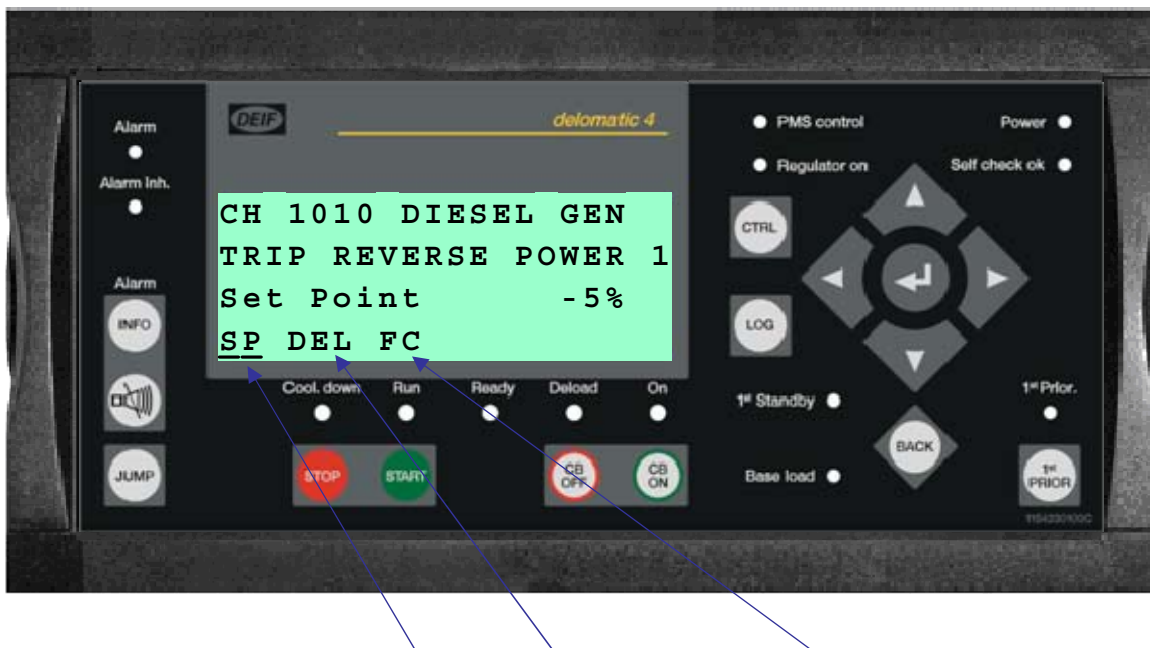 DEIF
delomatic 4
Alarm
Alarm Inh.
PMS control
Power
Regulator on
Self check ok
CH 1010 DIESEL GEN
TRIP REVERSE POWER 1
Set Point -5%
SP DEL FC
CTRL
LOG
Alarm
INFO
JUMP
Cool. down
Run
Ready
Deload
On
STOP
START
CB OFF
CB ON
1st Standby
1st Prior.
BACK
Base load
1st PRIOR